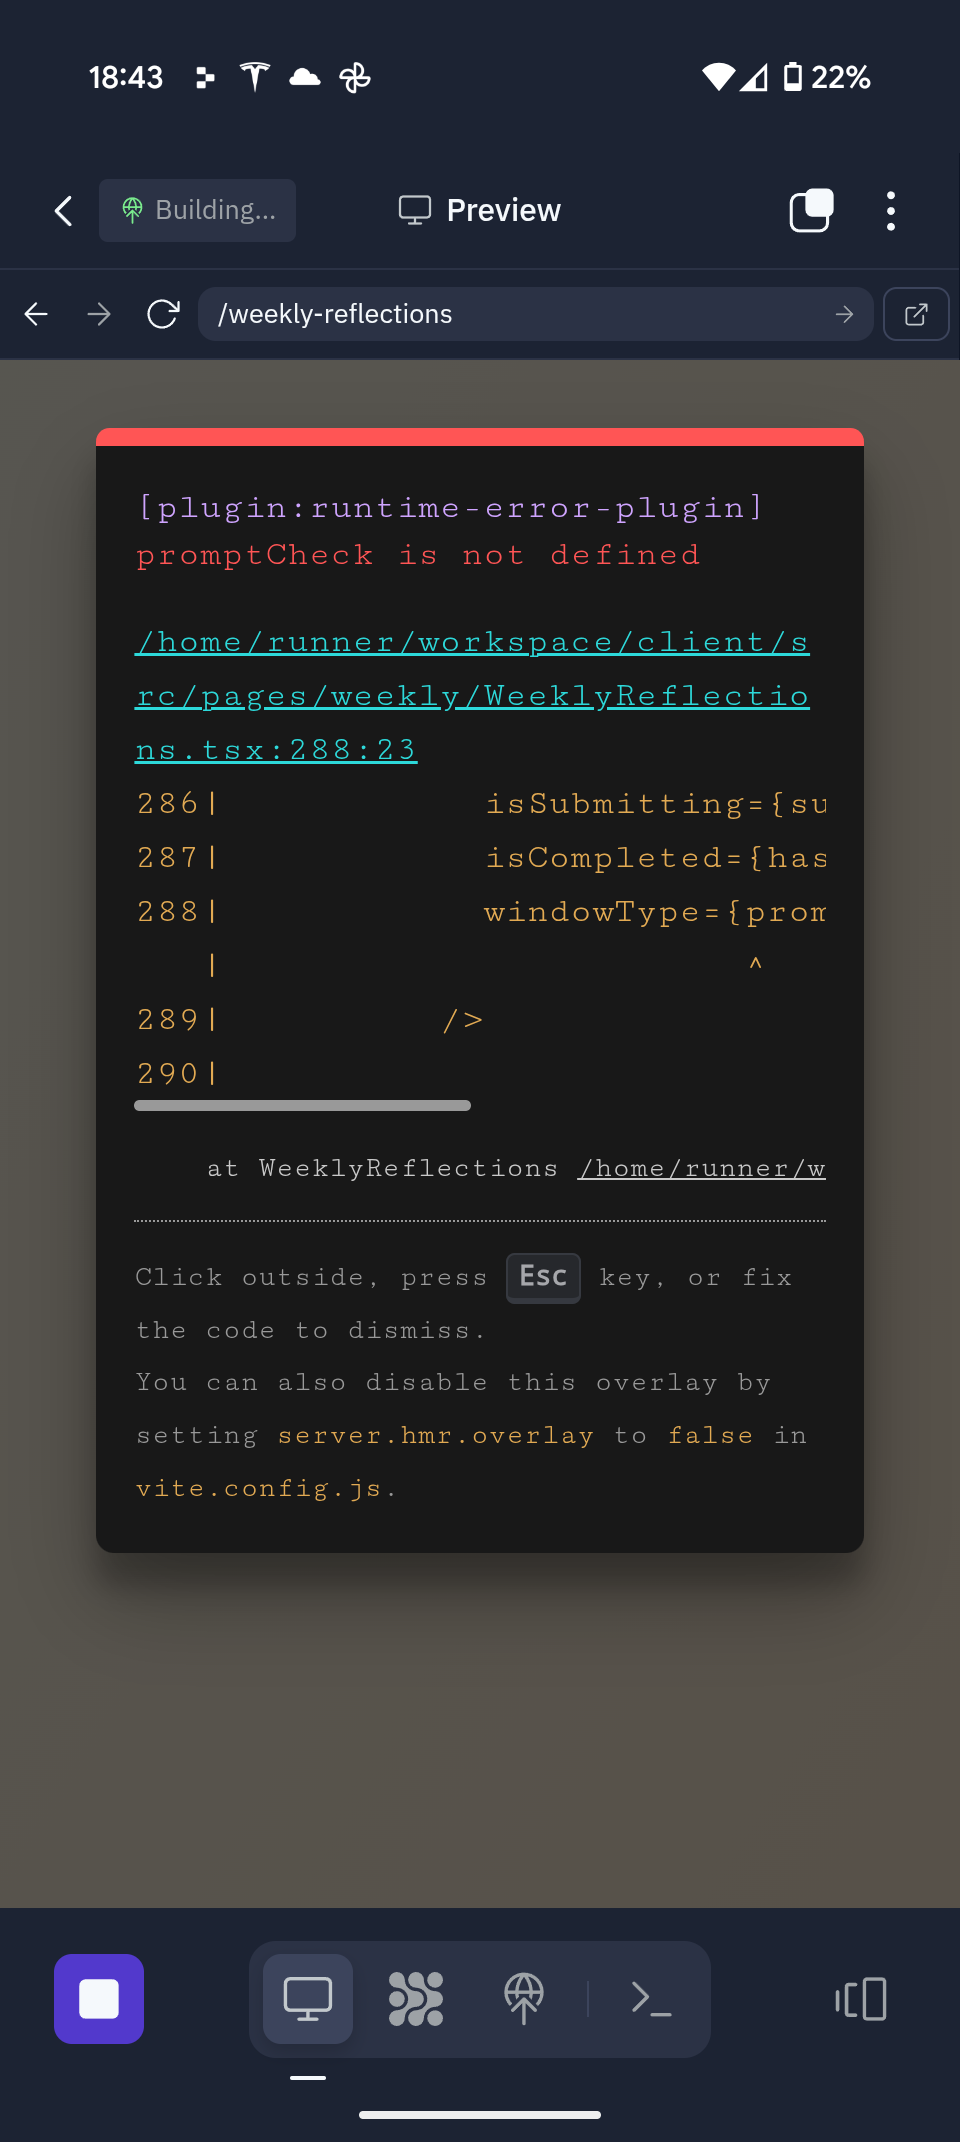 18:43
22%
Building...
Preview
/weekly-reflections
[plugin:runtime-error-plugin]
promptCheck is not defined
/home/runner/workspace/client/s
rc/pages/weekly/WeeklyReflectio
ns.tsx:288:23
286| isSubmitting={su
287| isCompleted={has
288| windowType={prom
| ^
289| />
290|
at WeeklyReflections /home/runner/w
Click outside, press Esc key, or fix
the code to dismiss.
You can also disable this overlay by
setting server.hmr.overlay to false in
vite.config.js.